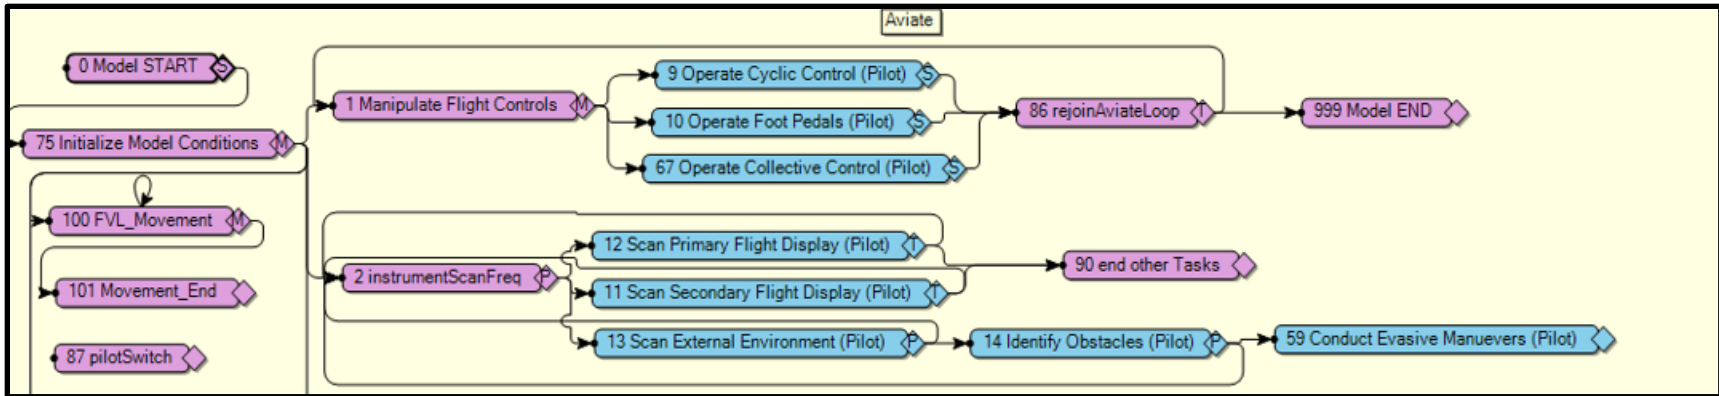 Aviate
0 Model START S
9 Operate Cyclic Control (Pilot) S
1 Manipulate Flight Controls M
86 rejoinAviateLoop T
999 Model END
10 Operate Foot Pedals (Pilot) S
75 Initialize Model Conditions M
67 Operate Collective Control (Pilot) S
100 FVL_Movement M
12 Scan Primary Flight Display (Pilot) T
90 end other Tasks
2 instrumentScanFreq P
101 Movement_End
11 Scan Secondary Flight Display (Pilot) T
13 Scan External Environment (Pilot) P
14 Identify Obstacles (Pilot) P
59 Conduct Evasive Manuevers (Pilot)
87 pilotSwitch